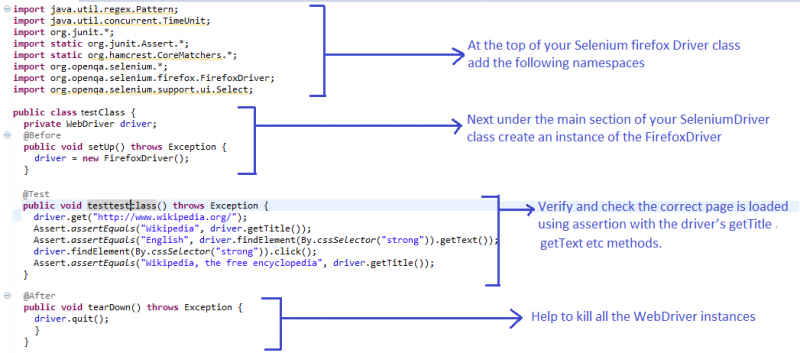 import java.util.regex.Pattern;
import java.util.concurrent.TimeUnit;
import org.junit.*;
import static org.junit.Assert.*;
import static org.hamcrest.CoreMatchers.*;
import org.openqa.selenium.*;
import org.openqa.selenium.firefox.FirefoxDriver;
import org.openqa.selenium.support.ui.Select;
At the top of your Selenium firefox Driver class
add the following namespaces
public class testClass {
private WebDriver driver;
@Before
public void setUp() throws Exception {
driver = new FirefoxDriver();
}
Next under the main section of your SeleniumDriver
class create an instance of the FirefoxDriver
@Test
public void testtestClass() throws Exception {
driver.get("http://www.wikipedia.org/");
Assert.assertEquals("Wikipedia", driver.getTitle());
Assert.assertEquals("English", driver.findElement(By.cssSelector("strong")).getText());
driver.findElement(By.cssSelector("strong")).click();
Assert.assertEquals("Wikipedia, the free encyclopedia", driver.getTitle());
}
Verify and check the correct page is loaded
using assertion with the driver's getTitle .
getText etc methods.
@After
public void tearDown() throws Exception {
driver.quit();
}
}
Help to kill all the WebDriver instances